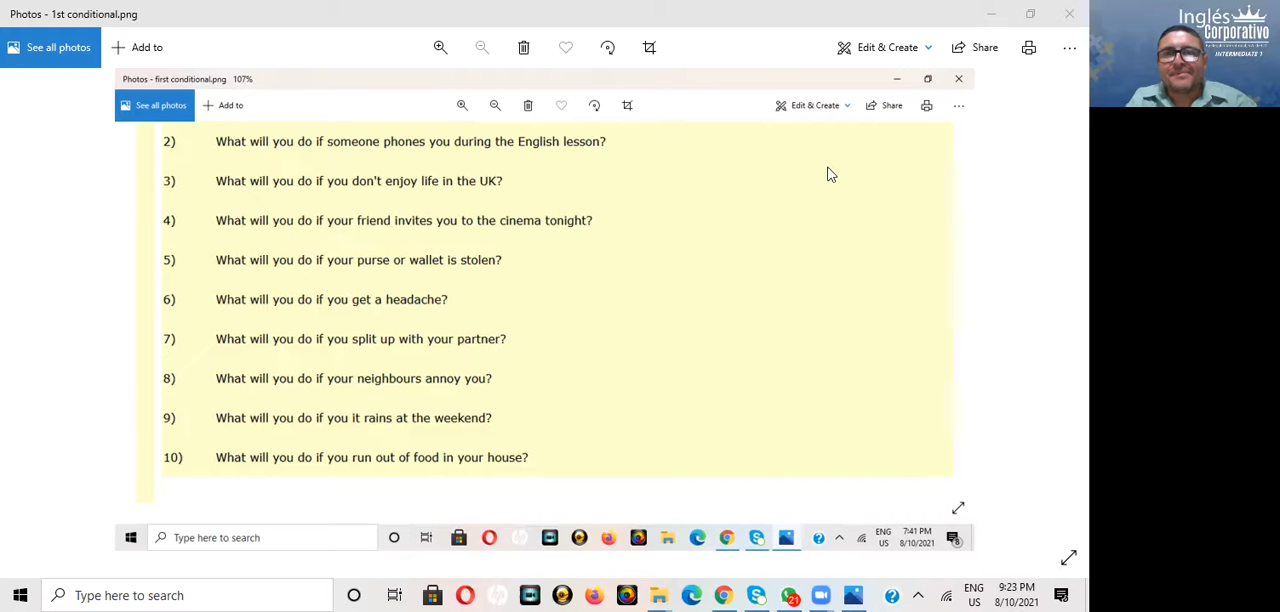 Photos - 1st conditional.png
See all photos
Add to
Edit & Create
Share
Inglés
Corporativo
INTERMEDIATE 1
Photos - first conditional.png 107%
See all photos
Add to
Edit & Create
Share
2) What will you do if someone phones you during the English lesson?
3) What will you do if you don't enjoy life in the UK?
4) What will you do if your friend invites you to the cinema tonight?
5) What will you do if your purse or wallet is stolen?
6) What will you do if you get a headache?
7) What will you do if you split up with your partner?
8) What will you do if your neighbours annoy you?
9) What will you do if you it rains at the weekend?
10) What will you do if you run out of food in your house?
Type here to search
ENG
US
7:41 PM
8/10/2021
8
Type here to search
21
ENG
US
9:23 PM
8/10/2021